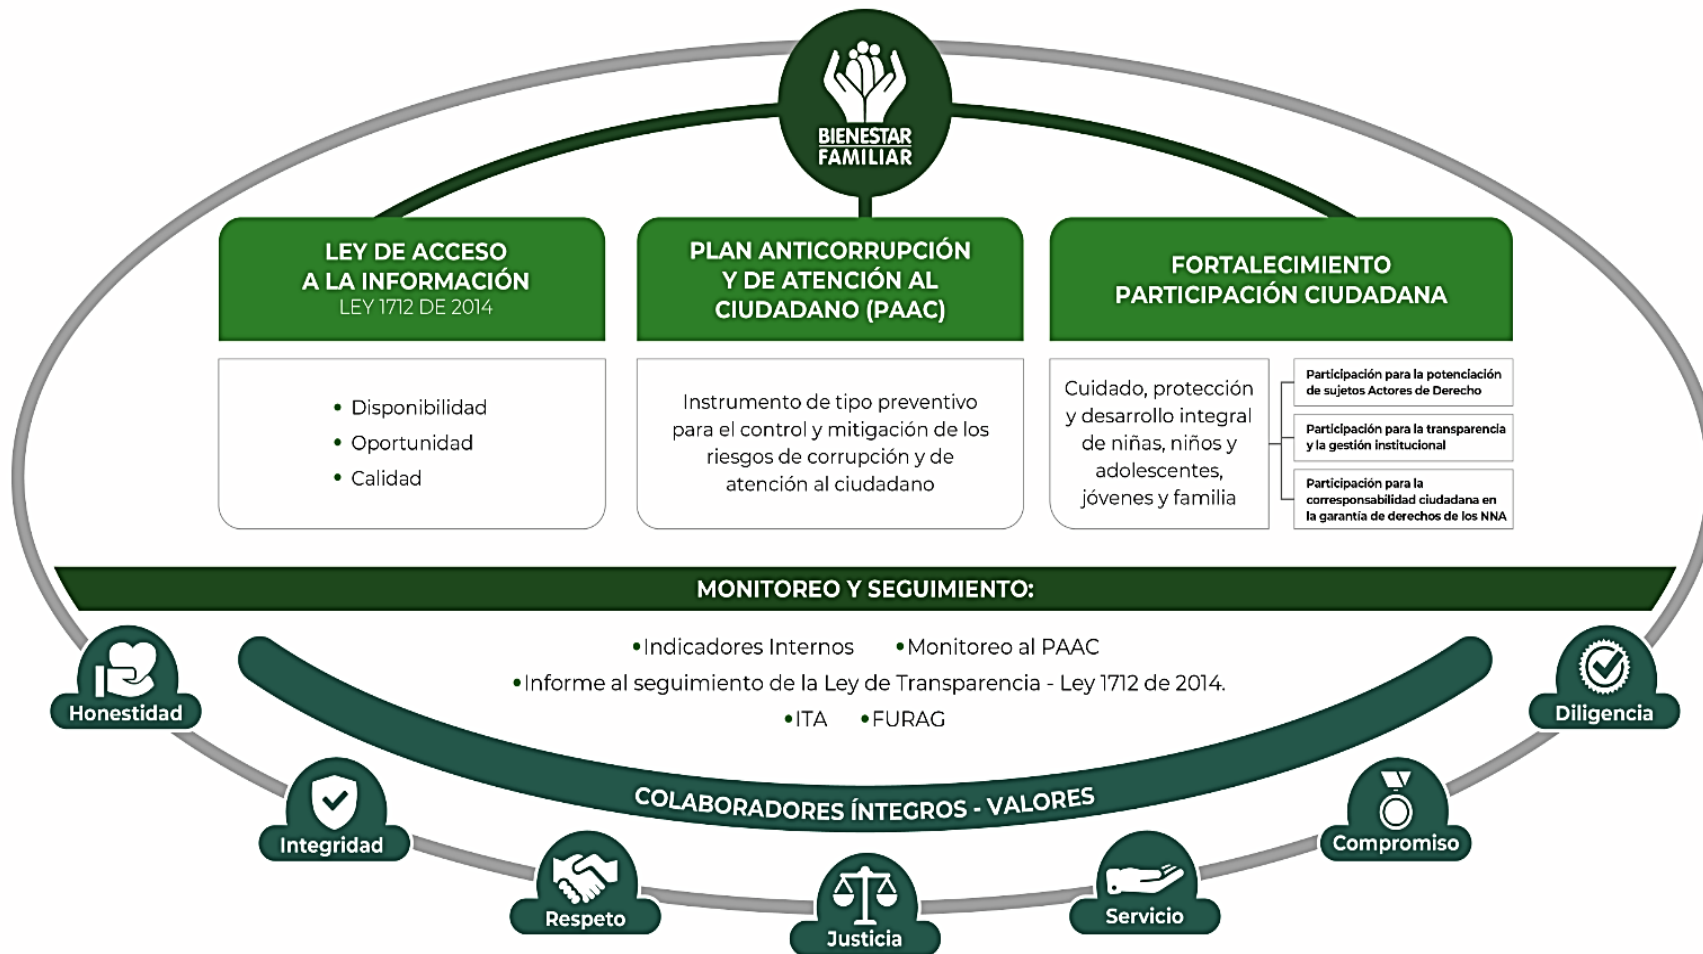 BIENESTAR
FAMILIAR
LEY DE ACCESO
A LA INFORMACIÓN
LEY 1712 DE 2014
• Disponibilidad
• Oportunidad
• Calidad
PLAN ANTICORRUPCIÓN
Y DE ATENCIÓN AL
CIUDADANO (PAAC)
Instrumento de tipo preventivo
para el control y mitigación de los
riesgos de corrupción y de
atención al ciudadano
FORTALECIMIENTO
PARTICIPACIÓN CIUDADANA
Cuidado, protección
y desarrollo integral
de niñas, niños y
adolescentes,
jóvenes y familia
Participación para la potenciación
de sujetos Actores de Derecho
Participación para la transparencia
y la gestión institucional
Participación para la
corresponsabilidad ciudadana en
la garantía de derechos de los NNA
MONITOREO Y SEGUIMIENTO:
•Indicadores Internos •Monitoreo al PAAC
•Informe al seguimiento de la Ley de Transparencia - Ley 1712 de 2014.
•ITA •FURAG
COLABORADORES ÍNTEGROS - VALORES
Honestidad
Integridad
Respeto
Justicia
Servicio
Compromiso
Diligencia